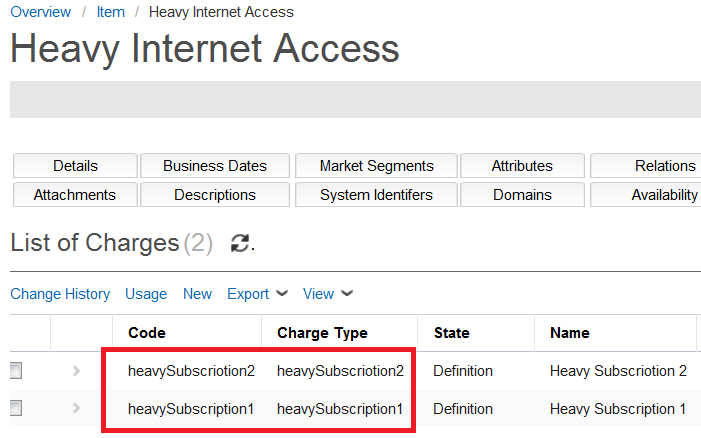 Overview / Item / Heavy Internet Access
Heavy Internet Access
Details Business Dates Market Segments Attributes Relations
Attachments Descriptions System Identifers Domains Availability
List of Charges (2) .
Change History Usage New Export View
Code Charge Type State Name
heavySubscriotion2 heavySubscriotion2 Definition Heavy Subscriotion 2
heavySubscription1 heavySubscription1 Definition Heavy Subscription 1